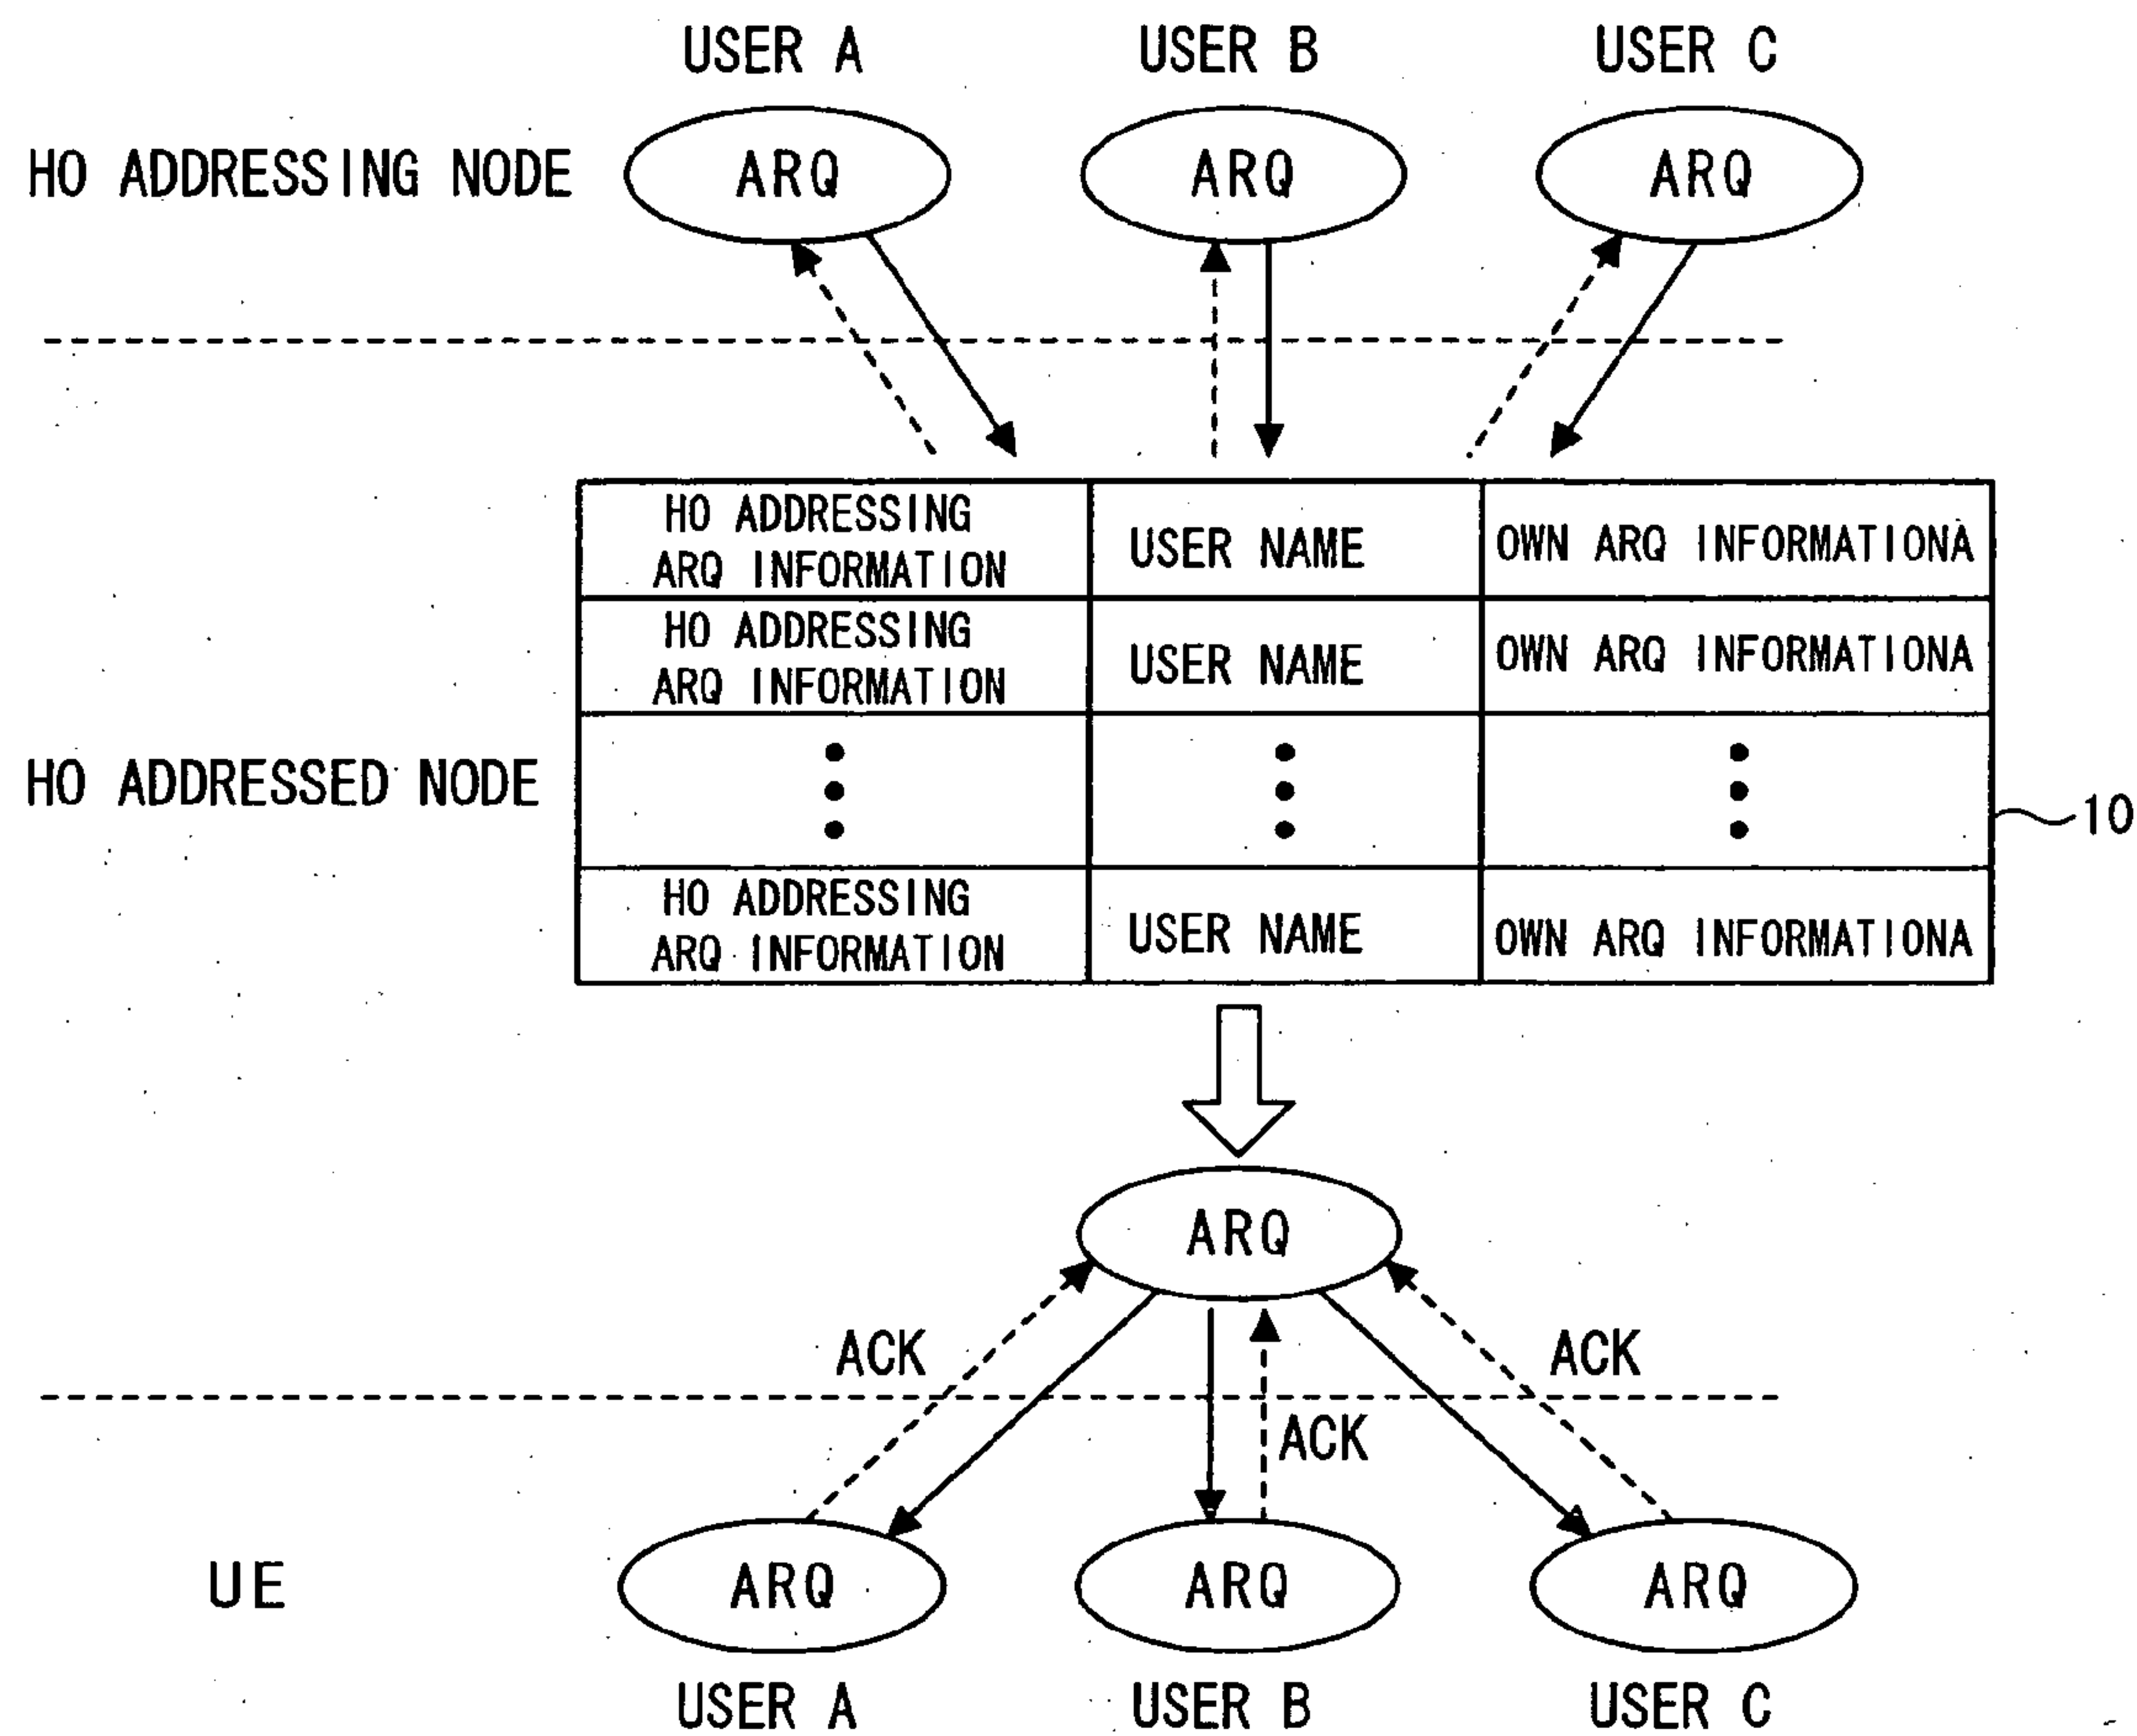 USER A USER B USER C
HO ADDRESSING NODE ARQ ARQ ARQ
HO ADDRESSING
ARQ INFORMATION
USER NAME
OWN ARQ INFORMATIONA
HO ADDRESSING
ARQ INFORMATION
USER NAME
OWN ARQ INFORMATIONA
HO ADDRESSED NODE
10
HO ADDRESSING
ARQ INFORMATION
USER NAME
OWN ARQ INFORMATIONA
ARQ
ACK ACK
ACK
UE ARQ ARQ ARQ
USER A USER B USER C